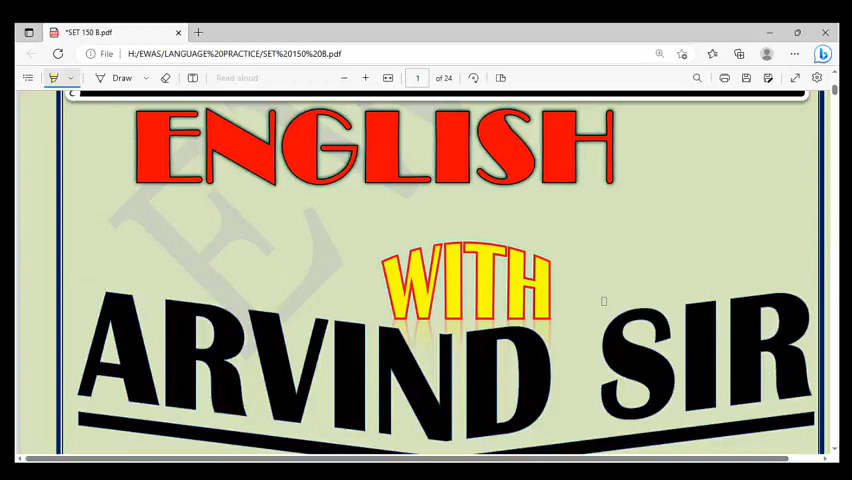 *SET 150 B.pdf
File H:/EWAS/LANGUAGE%20PRACTICE/SET%20150%20B.pdf
Draw Read aloud 1 of 24
ENGLISH
WITH
ARVIND SIR